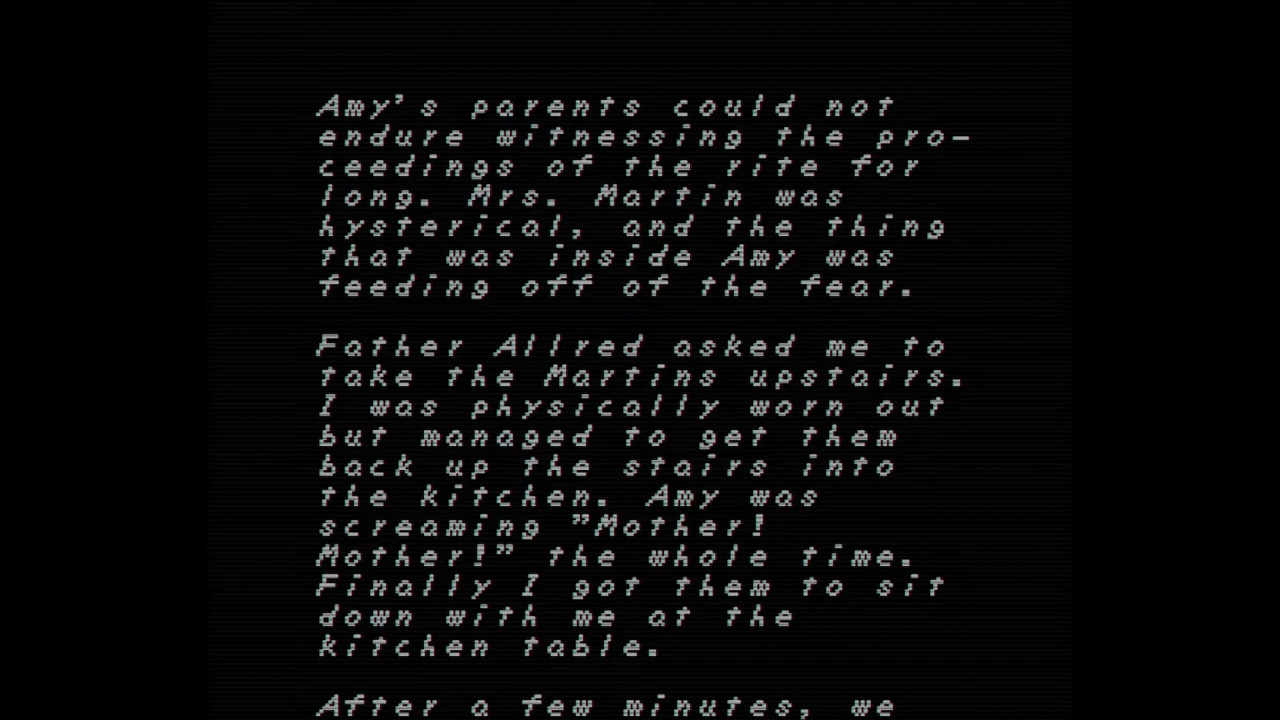 Amy's parents could not
endure witnessing the pro-
ceedings of the rite for
long. Mrs. Martin was
hysterical, and the thing
that was inside Amy was
feeding off of the fear.
Father Allred asked me to
take the Martins upstairs.
I was physically worn out
but managed to get them
back up the stairs into
the kitchen. Amy was
screaming "Mother!
Mother!" the whole time.
Finally I got them to sit
down with me at the
kitchen table.
After a few minutes, we